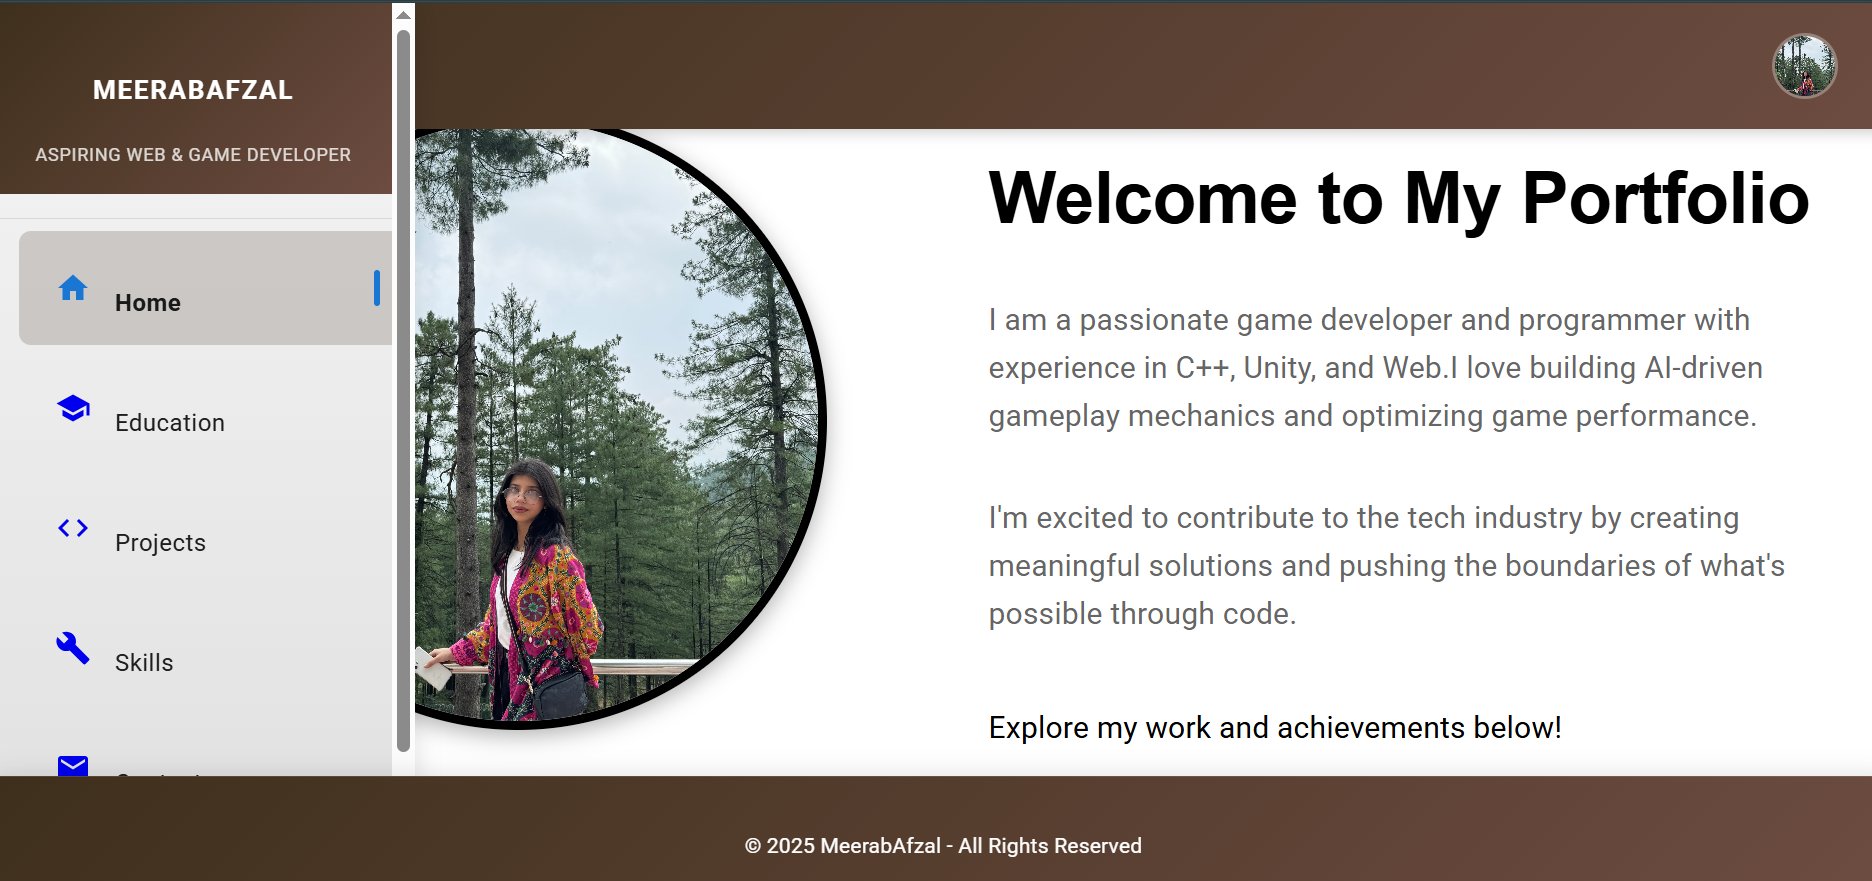 MEERABAFZAL
ASPIRING WEB & GAME DEVELOPER
Home
Education
Projects
Skills
Welcome to My Portfolio
I am a passionate game developer and programmer with
experience in C++, Unity, and Web.I love building AI-driven
gameplay mechanics and optimizing game performance.
I'm excited to contribute to the tech industry by creating
meaningful solutions and pushing the boundaries of what's
possible through code.
Explore my work and achievements below!
© 2025 MeerabAfzal - All Rights Reserved